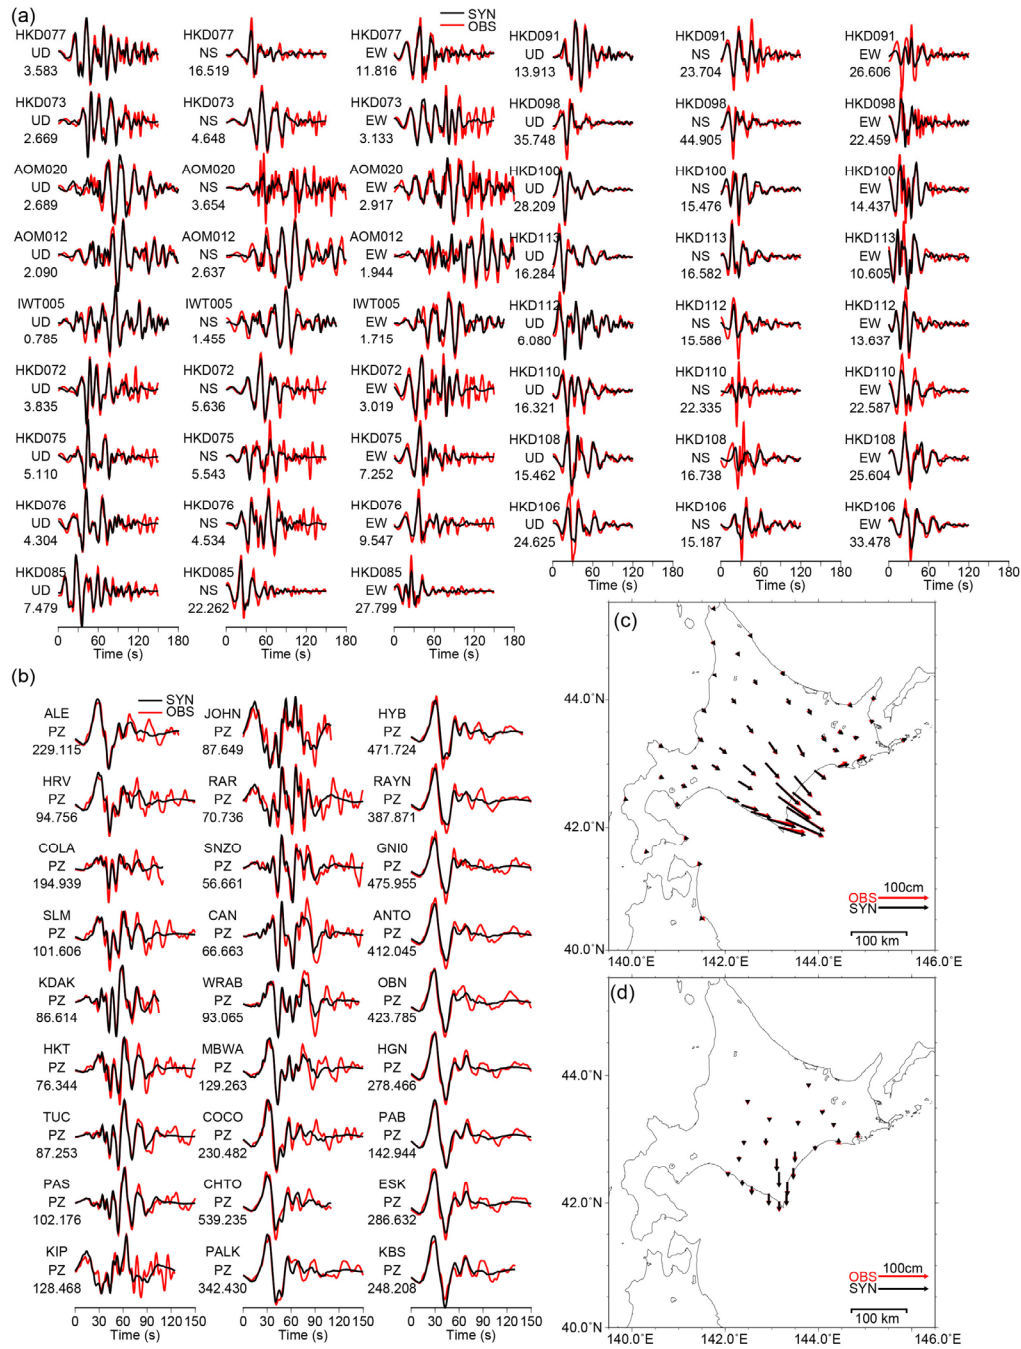 (a)
SYN
OBS
HKD077
UD
3.583
HKD077
NS
16.519
HKD077
EW
11.816
HKD091
UD
13.913
HKD091
NS
23.704
HKD091
EW
26.606
HKD073
UD
2.669
HKD073
NS
4.648
HKD073
EW
3.133
HKD098
UD
35.748
HKD098
NS
44.905
HKD098
EW
22.459
AOM020
UD
2.689
AOM020
NS
3.654
AOM020
EW
2.917
HKD100
UD
28.209
HKD100
NS
15.476
HKD100
EW
14.437
AOM012
UD
2.090
AOM012
NS
2.637
AOM012
EW
1.944
HKD113
UD
16.284
HKD113
NS
16.582
HKD113
EW
10.605
IWT005
UD
0.785
IWT005
NS
1.455
IWT005
EW
1.715
HKD112
UD
6.080
HKD112
NS
15.586
HKD112
EW
13.637
HKD072
UD
3.835
HKD072
NS
5.636
HKD072
EW
3.019
HKD110
UD
16.321
HKD110
NS
22.335
HKD110
EW
22.587
HKD075
UD
5.110
HKD075
NS
5.543
HKD075
EW
7.252
HKD108
UD
15.462
HKD108
NS
16.738
HKD108
EW
25.604
HKD076
UD
4.304
HKD076
NS
4.534
HKD076
EW
9.547
HKD106
UD
24.625
HKD106
NS
15.187
HKD106
EW
33.478
HKD085
UD
7.479
HKD085
NS
22.262
HKD085
EW
27.799
0 60 120 180
Time (s)
0 60 120 180
Time (s)
0 60 120 180
Time (s)
0 60 120 180
Time (s)
0 60 120 180
Time (s)
0 60 120 180
Time (s)
(b)
SYN
OBS
ALE
PZ
229.115
JOHN
PZ
87.649
HYB
PZ
471.724
HRV
PZ
94.756
RAR
PZ
70.736
RAYN
PZ
387.871
COLA
PZ
194.939
SNZO
PZ
56.661
GNI0
PZ
475.955
SLM
PZ
101.606
CAN
PZ
66.663
ANTO
PZ
412.045
KDAK
PZ
86.614
WRAB
PZ
93.065
OBN
PZ
423.785
HKT
PZ
76.344
MBWA
PZ
129.263
HGN
PZ
278.466
TUC
PZ
87.253
COCO
PZ
230.482
PAB
PZ
142.944
PAS
PZ
102.176
CHTO
PZ
539.235
ESK
PZ
286.632
KIP
PZ
128.468
PALK
PZ
342.430
KBS
PZ
248.208
0 30 60 90 120 150
Time (s)
0 30 60 90 120 150
Time (s)
0 30 60 90 120 150
Time (s)
(c)
44.0°N
42.0°N
40.0°N
100cm
OBS
SYN
100 km
140.0°E 142.0°E 144.0°E 146.0°E
(d)
44.0°N
42.0°N
40.0°N
100cm
OBS
SYN
100 km
140.0°E 142.0°E 144.0°E 146.0°E